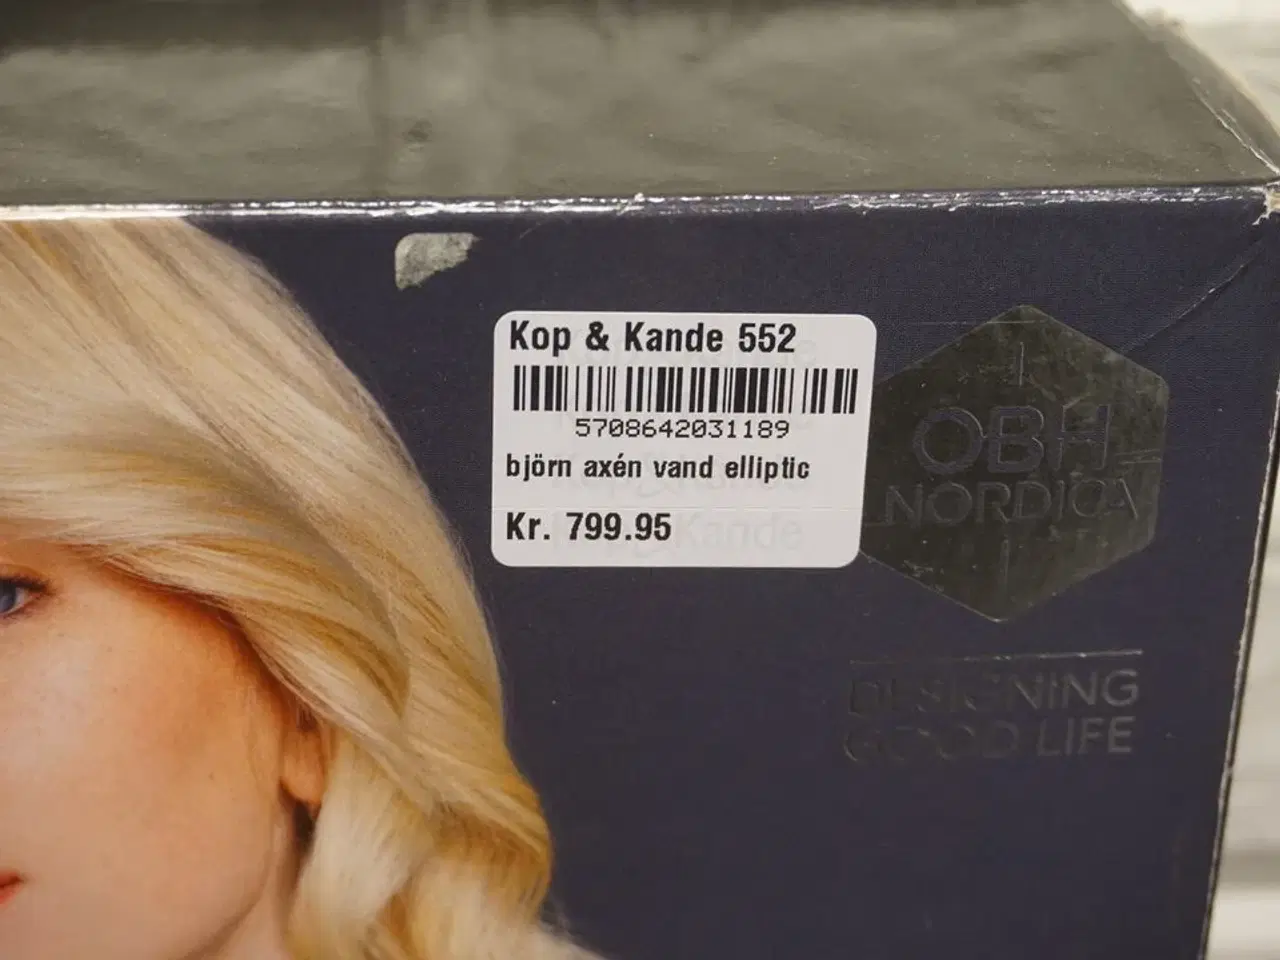 Kop & Kande 552
5708642031189
björn axén vand elliptic
Kr. 799.95
OBH
NORDICA
DESIGNING
GOOD LIFE